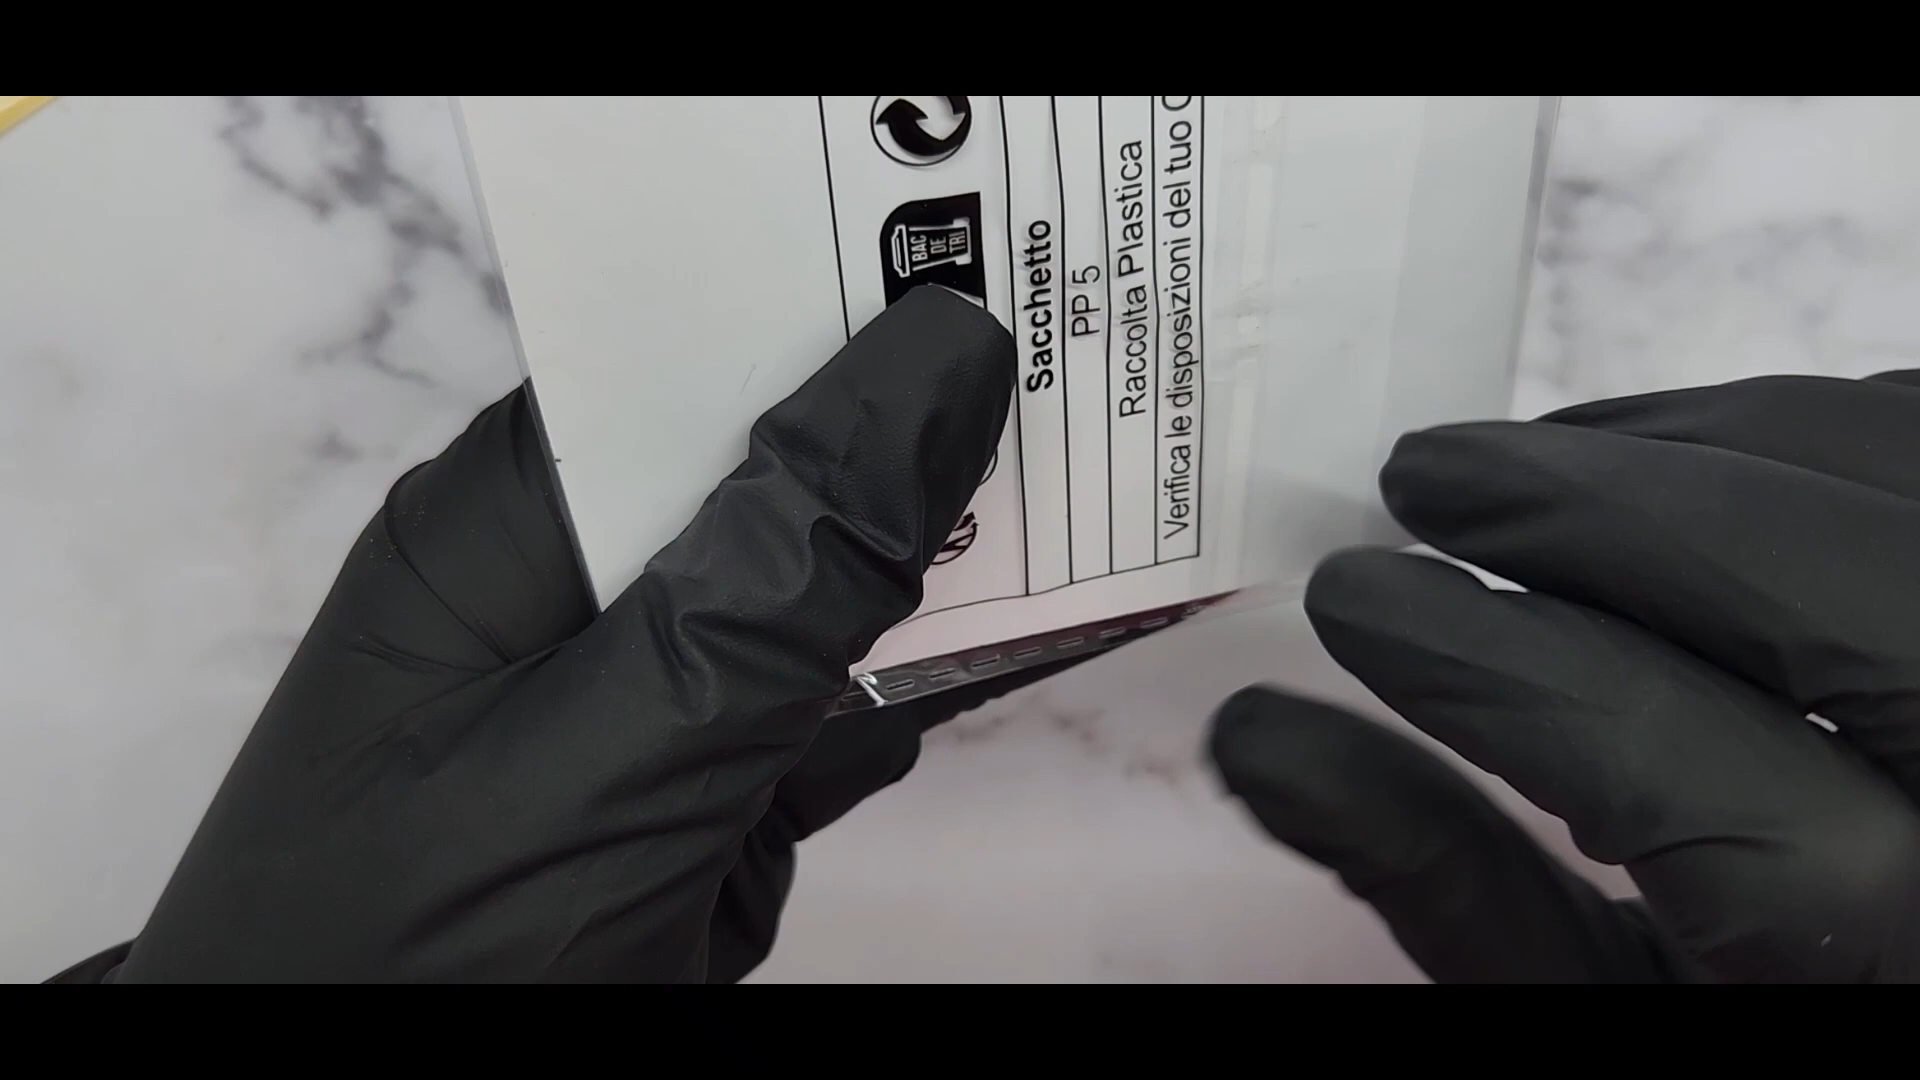 BAC
DE
TRI
Sacchetto
PP 5
Raccolta Plastica
Verifica le disposizioni del tuo